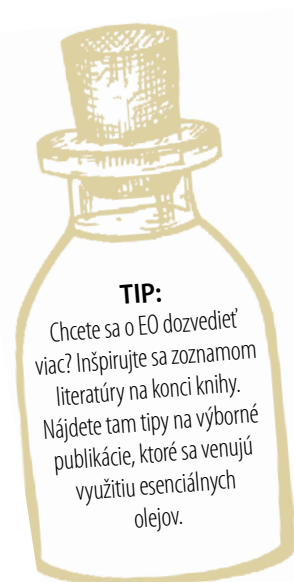 TIP:
Chcete sa o EO dozvedieť
viac? Inšpirujte sa zoznamom
literatúry na konci knihy.
Nájdete tam tipy na výborné
publikácie, ktoré sa venujú
využitiu esenciálnych
olejov.